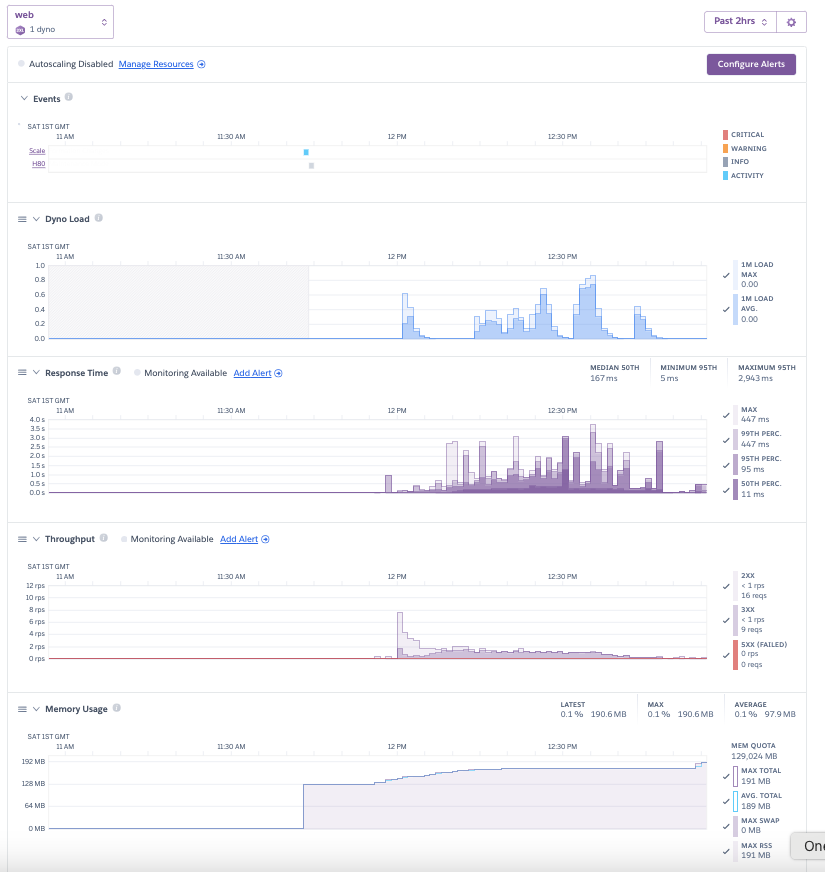 web
1 dyno
Past 2hrs
Autoscaling Disabled Manage Resources
Configure Alerts
Events
SAT 1ST GMT
11 AM 11:30 AM 12 PM 12:30 PM
Scale
H80
CRITICAL
WARNING
INFO
ACTIVITY
Dyno Load
SAT 1ST GMT
11 AM 11:30 AM 12 PM 12:30 PM
1.0
0.8
0.6
0.4
0.2
0.0
1M LOAD
MAX
0.00
1M LOAD
AVG.
0.00
Response Time Monitoring Available Add Alert
MEDIAN 50TH MINIMUM 95TH MAXIMUM 95TH
167 ms 5 ms 2,943 ms
SAT 1ST GMT
11 AM 11:30 AM 12 PM 12:30 PM
4.0 s
3.5 s
3.0 s
2.5 s
2.0 s
1.5 s
1.0 s
0.5 s
0.0 s
MAX
447 ms
99TH PERC.
447 ms
95TH PERC.
95 ms
50TH PERC.
11 ms
Throughput Monitoring Available Add Alert
SAT 1ST GMT
11 AM 11:30 AM 12 PM 12:30 PM
12 rps
10 rps
8 rps
6 rps
4 rps
2 rps
0 rps
2XX
< 1 rps
16 reqs
3XX
< 1 rps
9 reqs
5XX (FAILED)
0 rps
0 reqs
Memory Usage
LATEST MAX AVERAGE
0.1 % 190.6 MB 0.1 % 190.6 MB 0.1 % 97.9 MB
SAT 1ST GMT
11 AM 11:30 AM 12 PM 12:30 PM
192 MB
128 MB
64 MB
0 MB
MEM QUOTA
129,024 MB
MAX TOTAL
191 MB
AVG. TOTAL
189 MB
MAX SWAP
0 MB
MAX RSS
191 MB
One